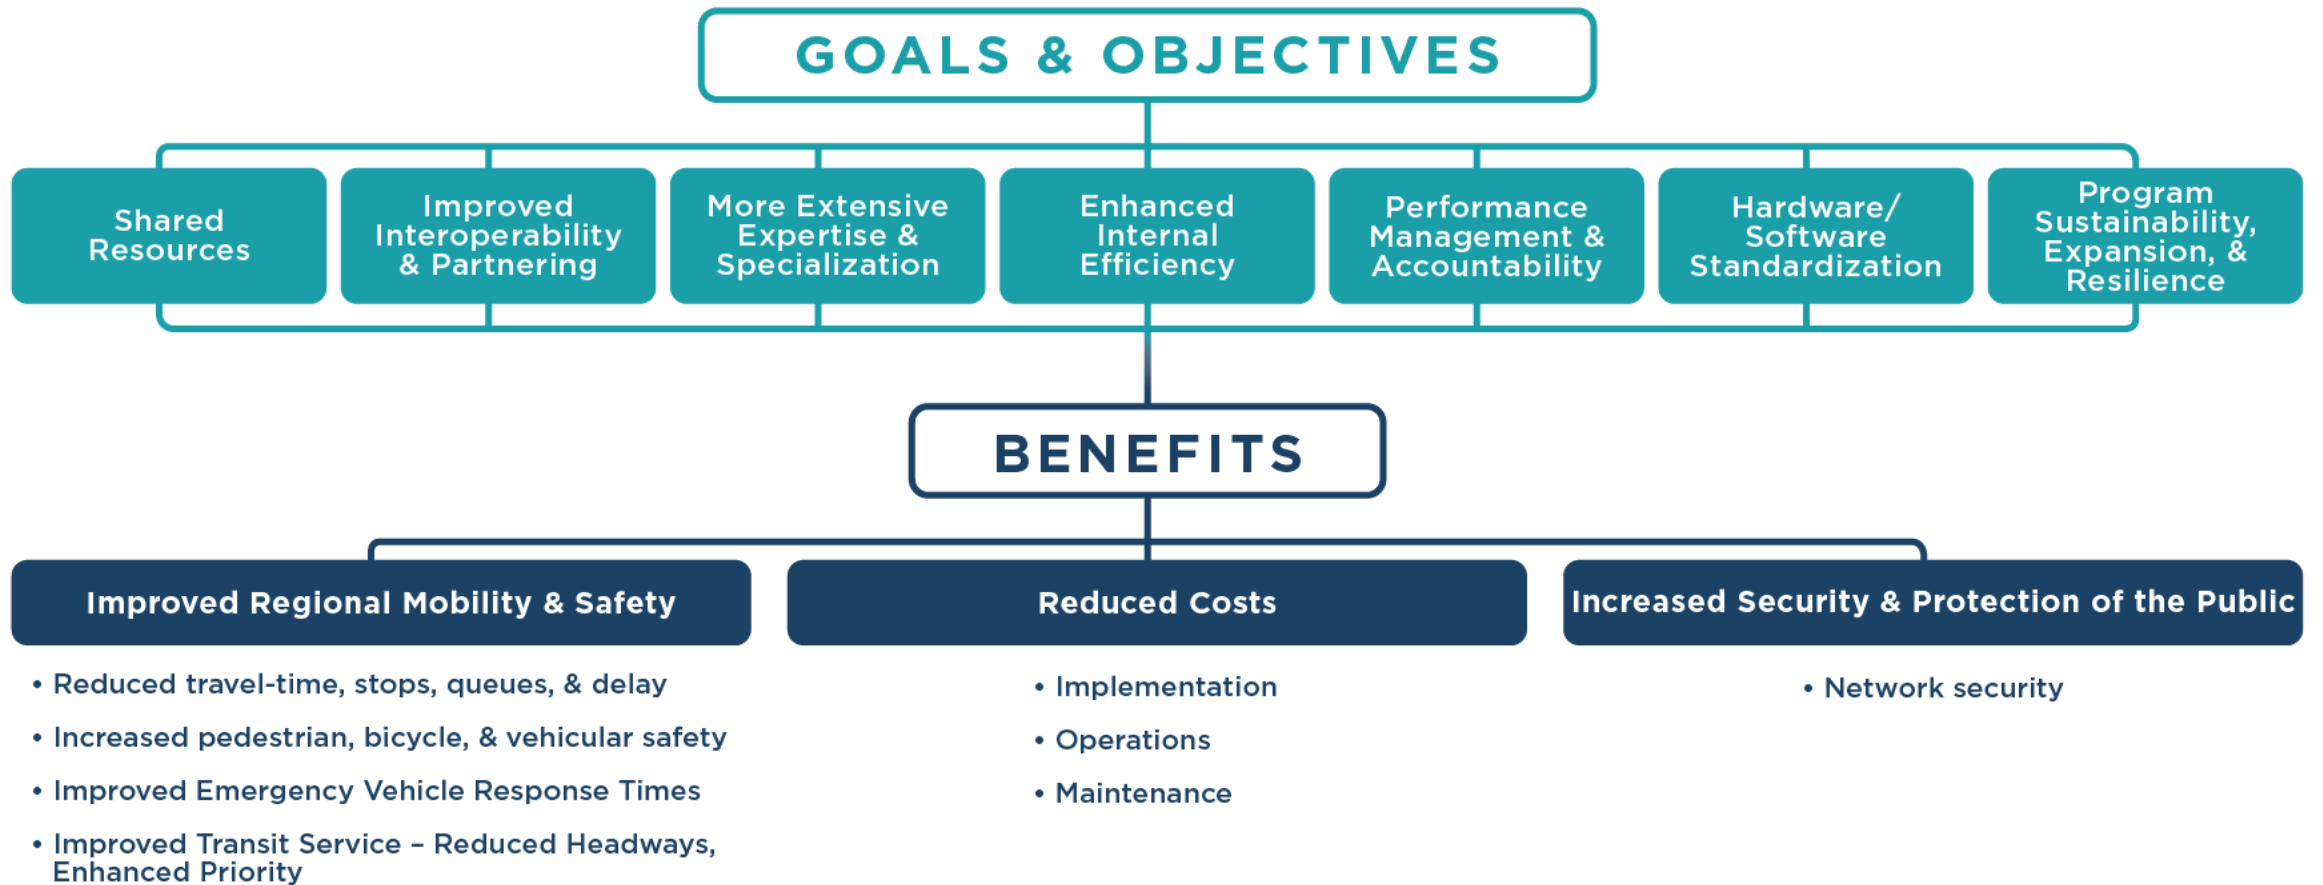 GOALS & OBJECTIVES
Shared
Resources
Improved
Interoperability
& Partnering
More Extensive
Expertise &
Specialization
Enhanced
Internal
Efficiency
Performance
Management &
Accountability
Hardware/
Software
Standardization
Program
Sustainability,
Expansion, &
Resilience
BENEFITS
Improved Regional Mobility & Safety
• Reduced travel-time, stops, queues, & delay
• Increased pedestrian, bicycle, & vehicular safety
• Improved Emergency Vehicle Response Times
• Improved Transit Service – Reduced Headways,
Enhanced Priority
Reduced Costs
• Implementation
• Operations
• Maintenance
Increased Security & Protection of the Public
• Network security